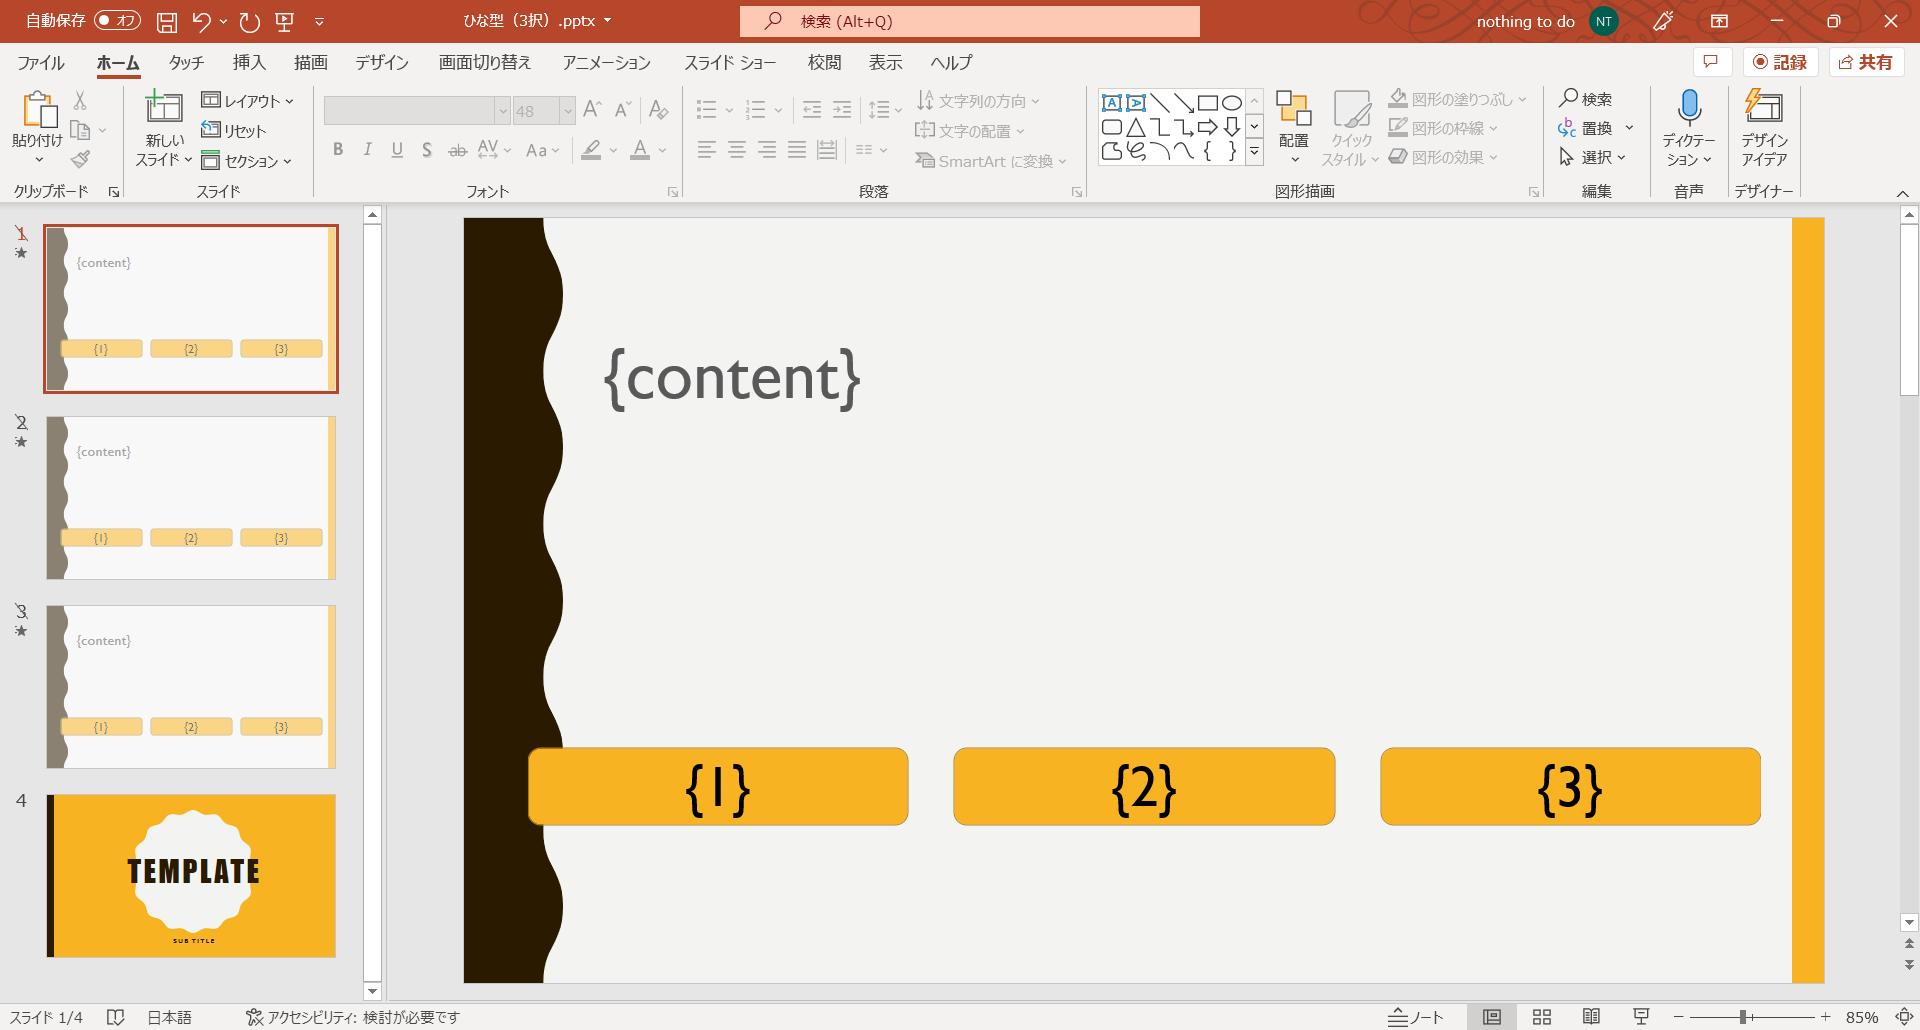 自動保存 オフ ひな型（3択）.pptx 検索 (Alt+Q) nothing to do NT
ファイル ホーム タッチ 挿入 描画 デザイン 画面切り替え アニメーション スライド ショー 校閲 表示 ヘルプ 記録 共有
貼り付け
クリップボード
新しい
スライド
レイアウト
リセット
セクション
スライド
48
B I U S ab AV Aa A
フォント
文字列の方向
文字の配置
SmartArt に変換
段落
配置
クイック
スタイル
図形の塗りつぶし
図形の枠線
図形の効果
図形描画
検索
置換
選択
編集
ディクテー
ション
音声
デザイン
アイデア
デザイナー
1
{content}
{1} {2} {3}
2
{content}
{1} {2} {3}
3
{content}
{1} {2} {3}
4
TEMPLATE
SUB TITLE
{content}
{1} {2} {3}
スライド 1/4 日本語 アクセシビリティ: 検討が必要です ノート 85%